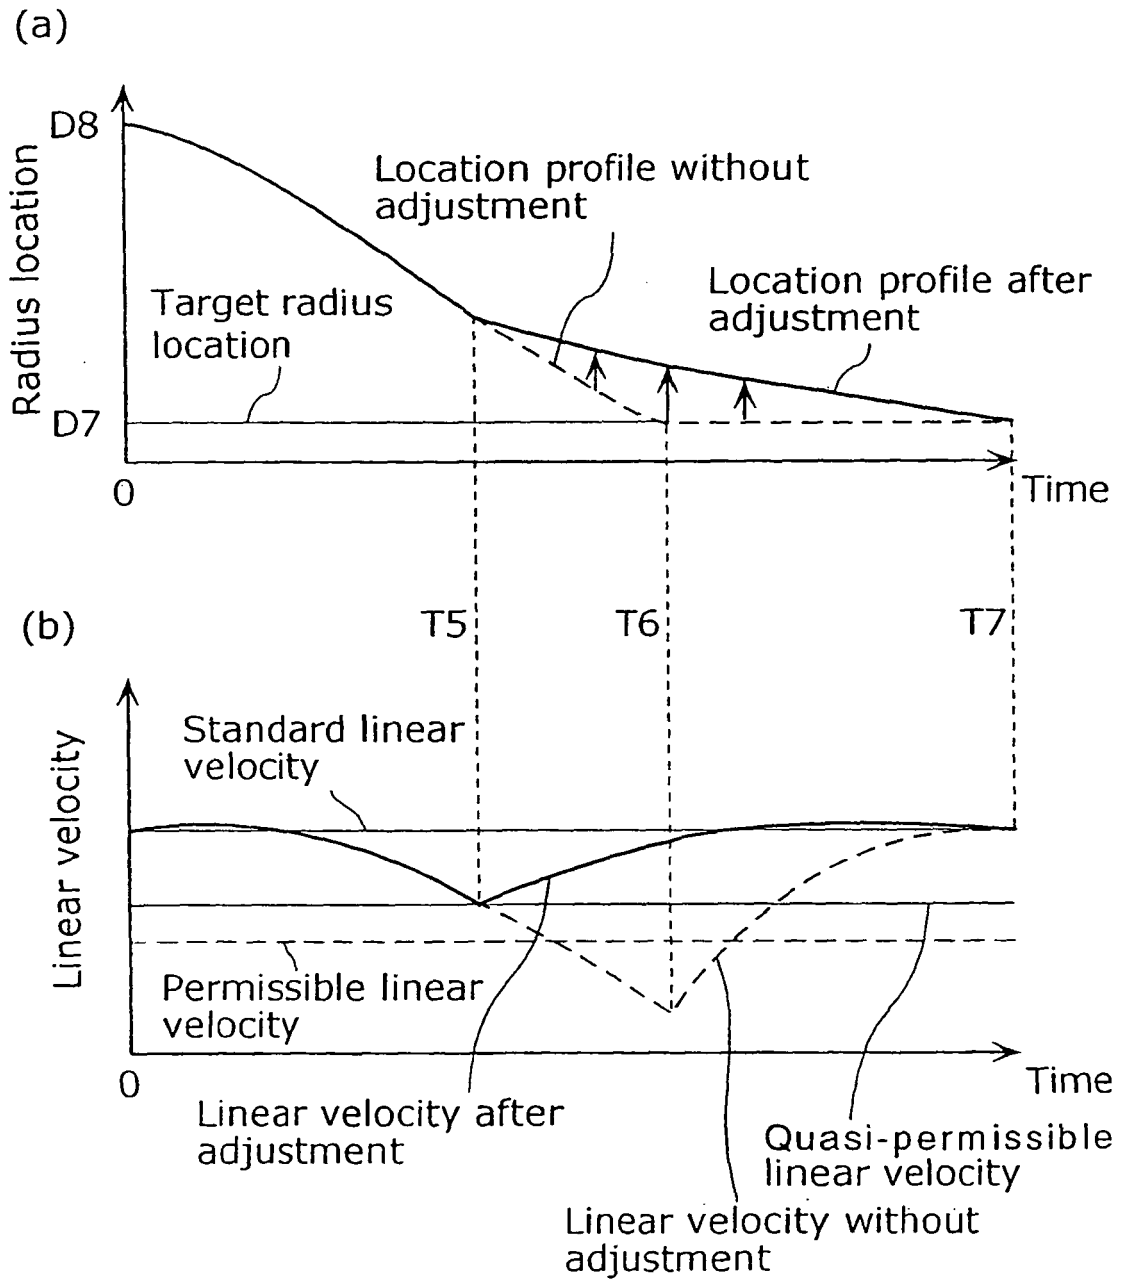 (a)
D8
Location profile without
adjustment
Location profile after
adjustment
Target radius
location
Radius location
D7
0
Time
T5
T6
T7
(b)
Standard linear
velocity
Linear velocity
Permissible linear
velocity
0
Time
Linear velocity after
adjustment
Quasi-permissible
linear velocity
Linear velocity without
adjustment